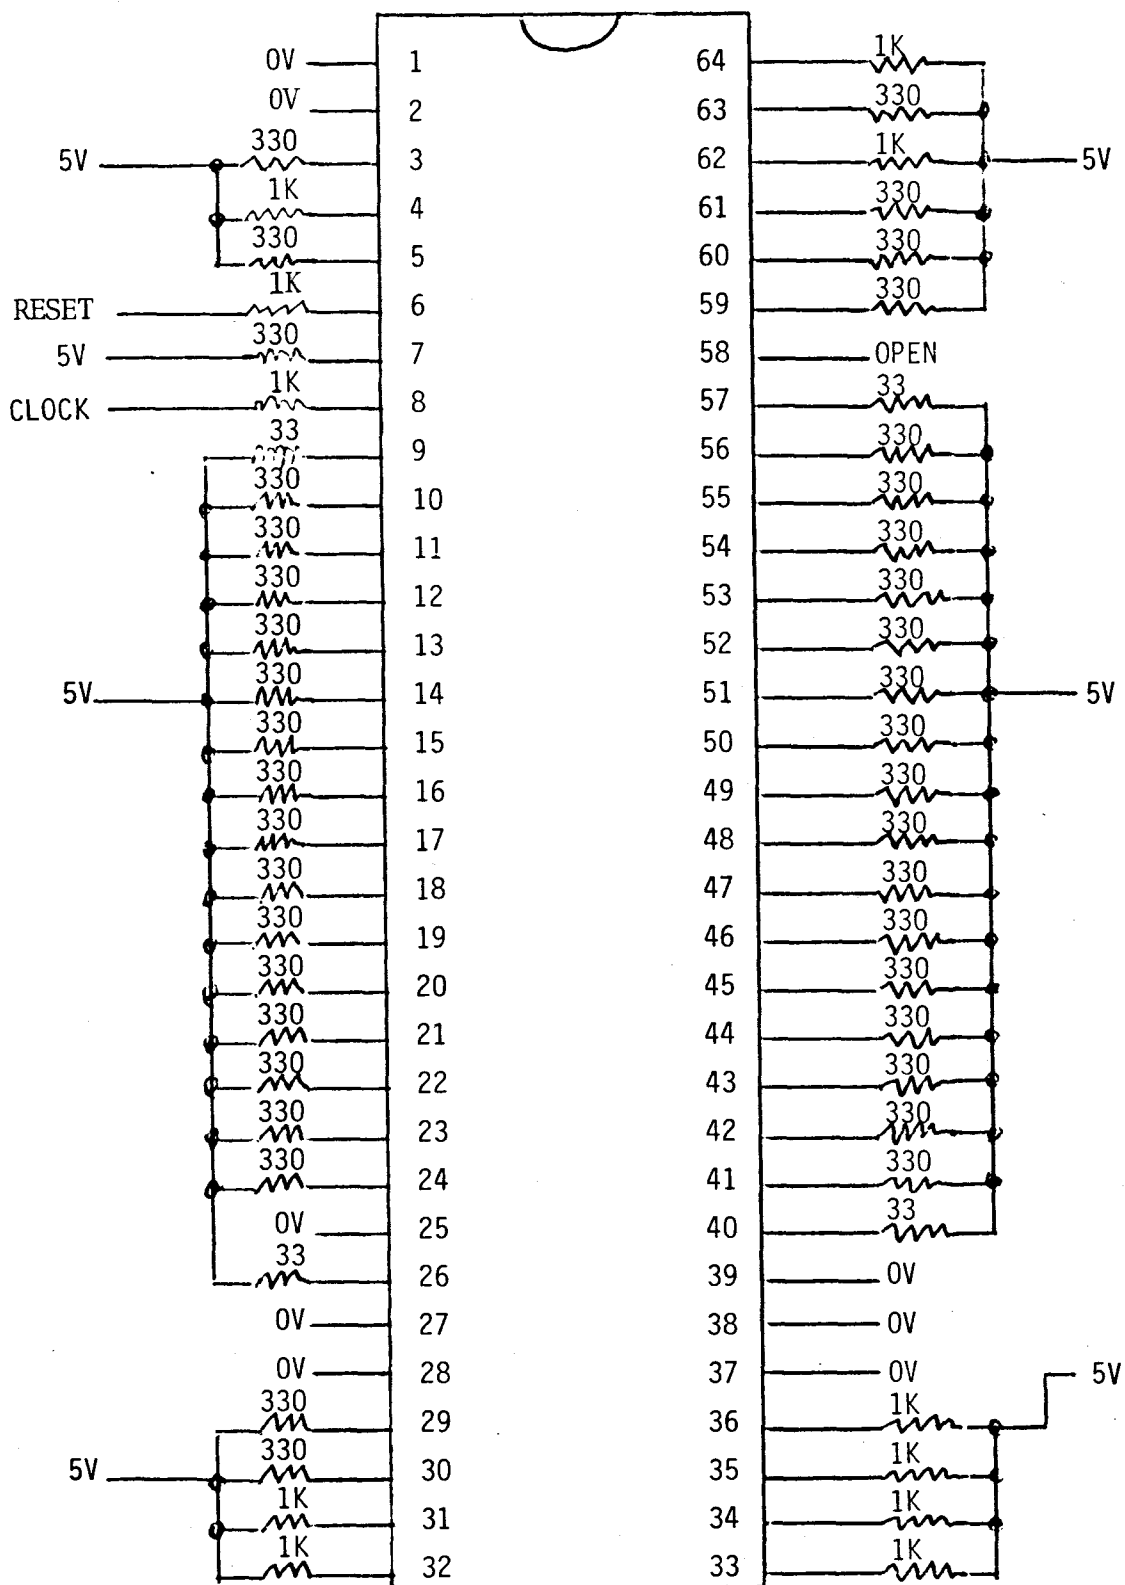 0V 1 64 1K
0V 2 63 330
5V 330 3 62 1K 5V
1K 4 61 330
330 5 60 330
RESET 1K 6 59 330
5V 330 7 58 OPEN
CLOCK 1K 8 57 33
33 9 56 330
330 10 55 330
330 11 54 330
330 12 53 330
330 13 52 330
5V 330 14 51 330 5V
330 15 50 330
330 16 49 330
330 17 48 330
330 18 47 330
330 19 46 330
330 20 45 330
330 21 44 330
330 22 43 330
330 23 42 330
330 24 41 330
0V 25 40 33
33 26 39 0V
0V 27 38 0V
0V 28 37 0V 5V
330 29 36 1K
5V 330 30 35 1K
1K 31 34 1K
1K 32 33 1K